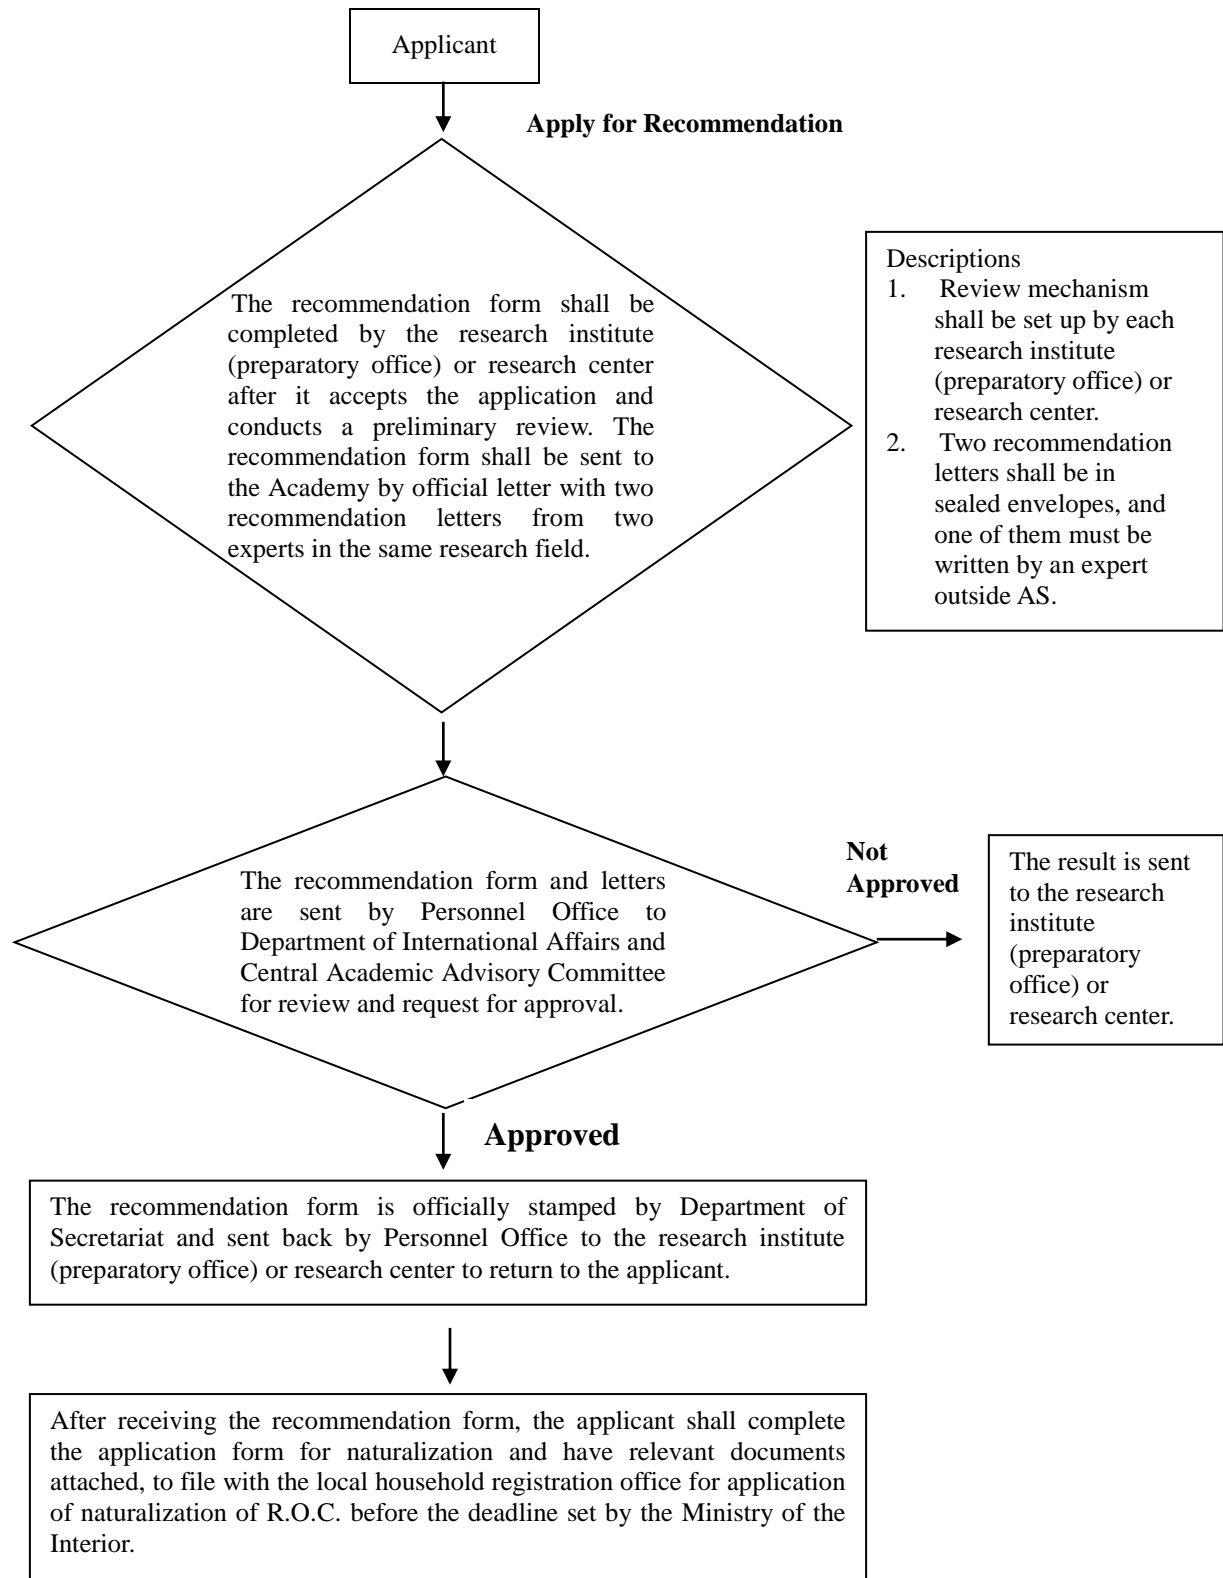 Applicant
Apply for Recommendation
The recommendation form shall be
completed by the research institute
(preparatory office) or research center
after it accepts the application and
conducts a preliminary review. The
recommendation form shall be sent to
the Academy by official letter with two
recommendation letters from two
experts in the same research field.
Descriptions
1. Review mechanism
shall be set up by each
research institute
(preparatory office) or
research center.
2. Two recommendation
letters shall be in
sealed envelopes, and
one of them must be
written by an expert
outside AS.
The recommendation form and letters
are sent by Personnel Office to
Department of International Affairs and
Central Academic Advisory Committee
for review and request for approval.
Not
Approved
The result is sent
to the research
institute
(preparatory
office) or
research center.
Approved
The recommendation form is officially stamped by Department of
Secretariat and sent back by Personnel Office to the research institute
(preparatory office) or research center to return to the applicant.
After receiving the recommendation form, the applicant shall complete
the application form for naturalization and have relevant documents
attached, to file with the local household registration office for application
of naturalization of R.O.C. before the deadline set by the Ministry of the
Interior.